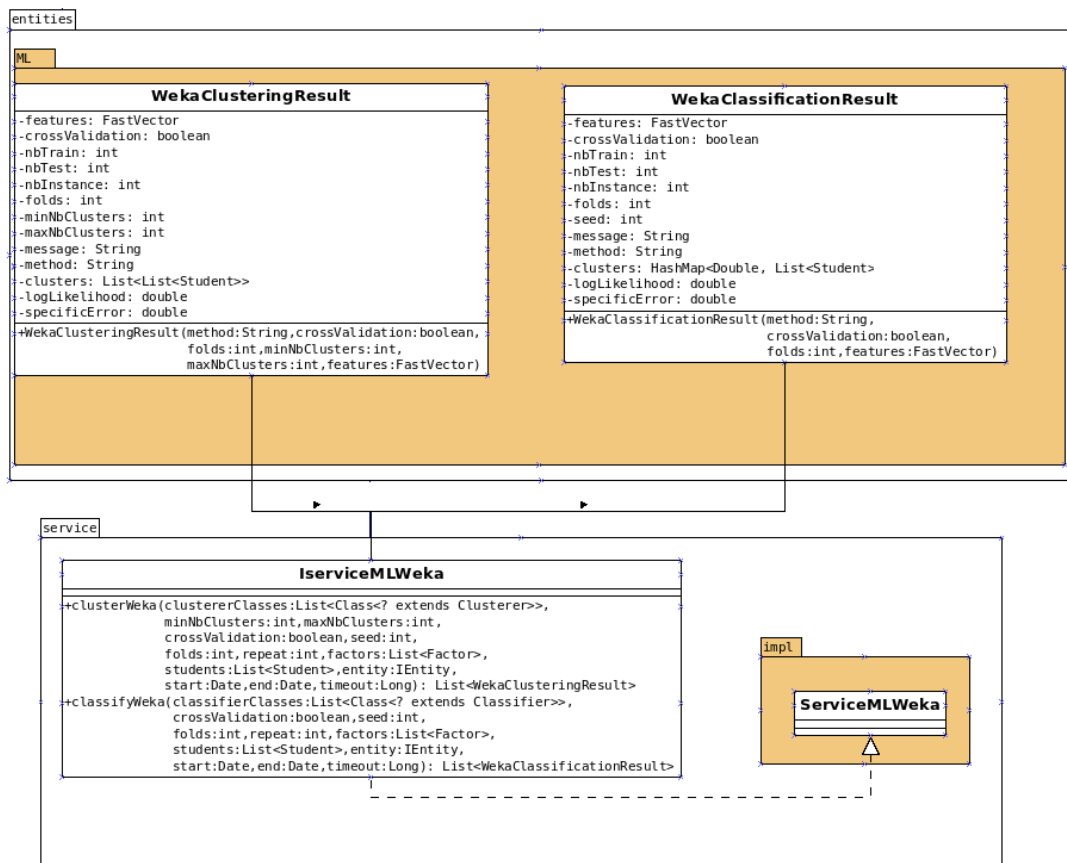 entities
ML
WekaClusteringResult
-features: FastVector
-crossValidation: boolean
-nbTrain: int
-nbTest: int
-nbInstance: int
-folds: int
-minNbClusters: int
-maxNbClusters: int
-message: String
-method: String
-clusters: List<List<Student>>
-logLikelihood: double
-specificError: double
+WekaClusteringResult(method:String,crossValidation:boolean,
folds:int,minNbClusters:int,
maxNbClusters:int,features:FastVector)
WekaClassificationResult
-features: FastVector
-crossValidation: boolean
-nbTrain: int
-nbTest: int
-nbInstance: int
-folds: int
-seed: int
-message: String
-method: String
-clusters: HashMap<Double, List<Student>
-logLikelihood: double
-specificError: double
+WekaClassificationResult(method:String,
crossValidation:boolean,
folds:int,features:FastVector)
service
IserviceMLWeka
+clusterWeka(clustererClasses:List<Class<? extends Clusterer>>,
minNbClusters:int,maxNbClusters:int,
crossValidation:boolean,seed:int,
folds:int,repeat:int,factors:List<Factor>,
students:List<Student>,entity:IEntity,
start:Date,end:Date,timeout:Long): List<WekaClusteringResult>
+classifyWeka(classifierClasses:List<Class<? extends Classifier>>,
crossValidation:boolean,seed:int,
folds:int,repeat:int,factors:List<Factor>,
students:List<Student>,entity:IEntity,
start:Date,end:Date,timeout:Long): List<WekaClassificationResult>
impl
ServiceMLWeka